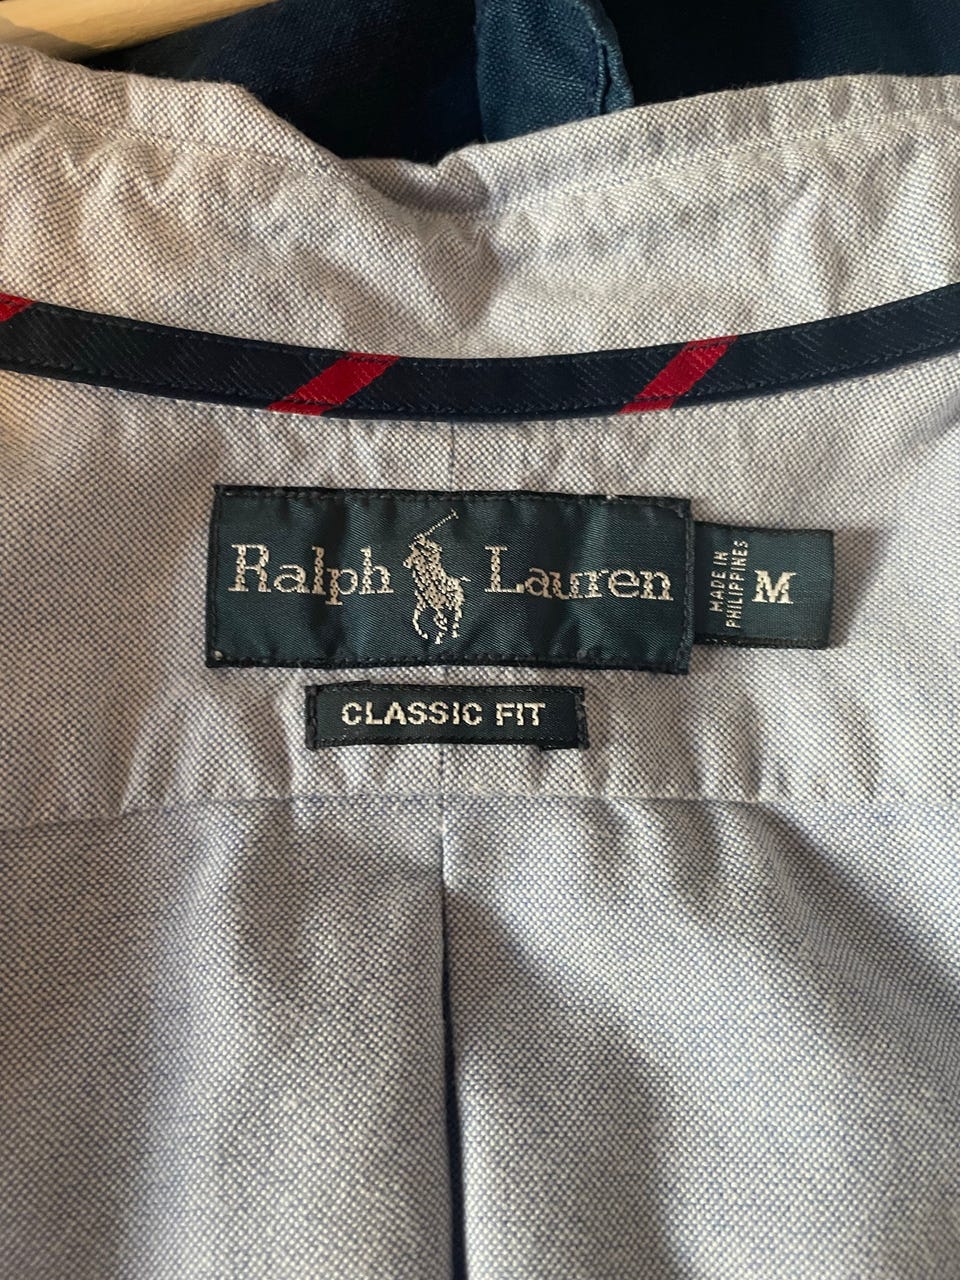 Ralph Lauren
MADE IN
PHILIPPINES
M
CLASSIC FIT